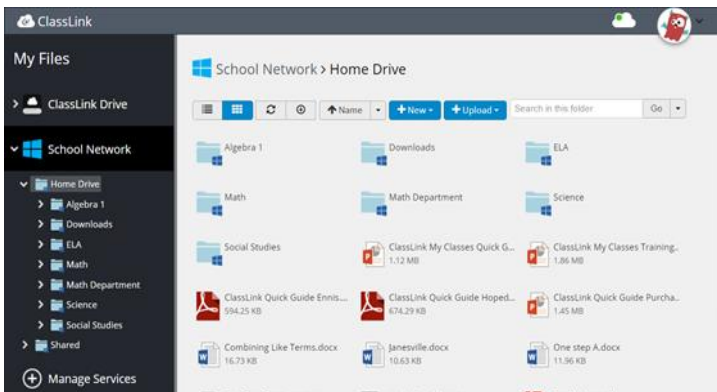 ClassLink
My Files
ClassLink Drive
School Network
Home Drive
Algebra 1
Downloads
ELA
Math
Math Department
Science
Social Studies
Shared
Manage Services
School Network > Home Drive
Name
+New
+Upload
Search in this folder
Go
Algebra 1
Downloads
ELA
Math
Math Department
Science
Social Studies
ClassLink My Classes Quick G...
1.12 MB
ClassLink My Classes Training..
1.86 MB
ClassLink Quick Guide Ennis....
594.25 KB
ClassLink Quick Guide Hoped...
674.29 KB
ClassLink Quick Guide Purcha..
1.45 MB
Combining Like Terms.docx
16.73 KB
Janesville.docx
10.63 KB
One step A.docx
11.96 KB